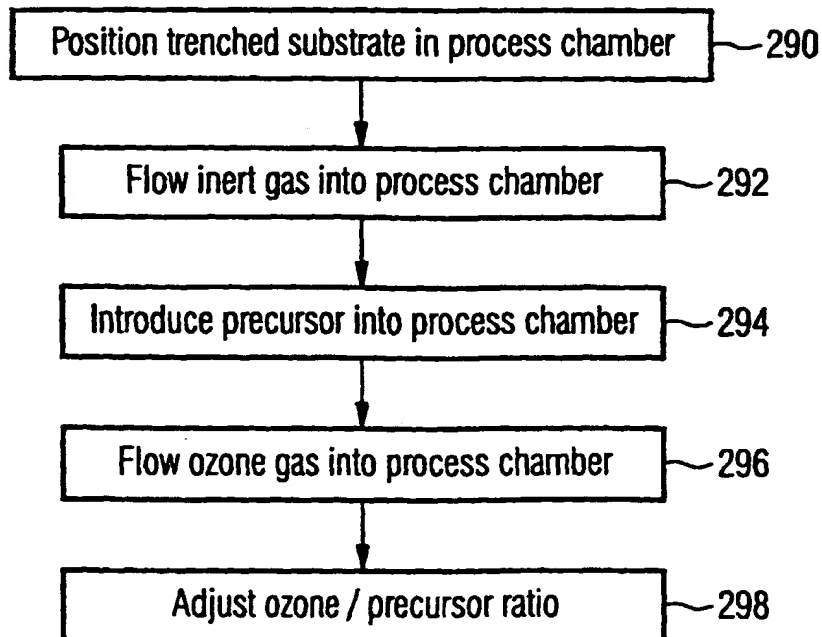 Position trenched substrate in process chamber 290
Flow inert gas into process chamber 292
Introduce precursor into process chamber 294
Flow ozone gas into process chamber 296
Adjust ozone / precursor ratio 298